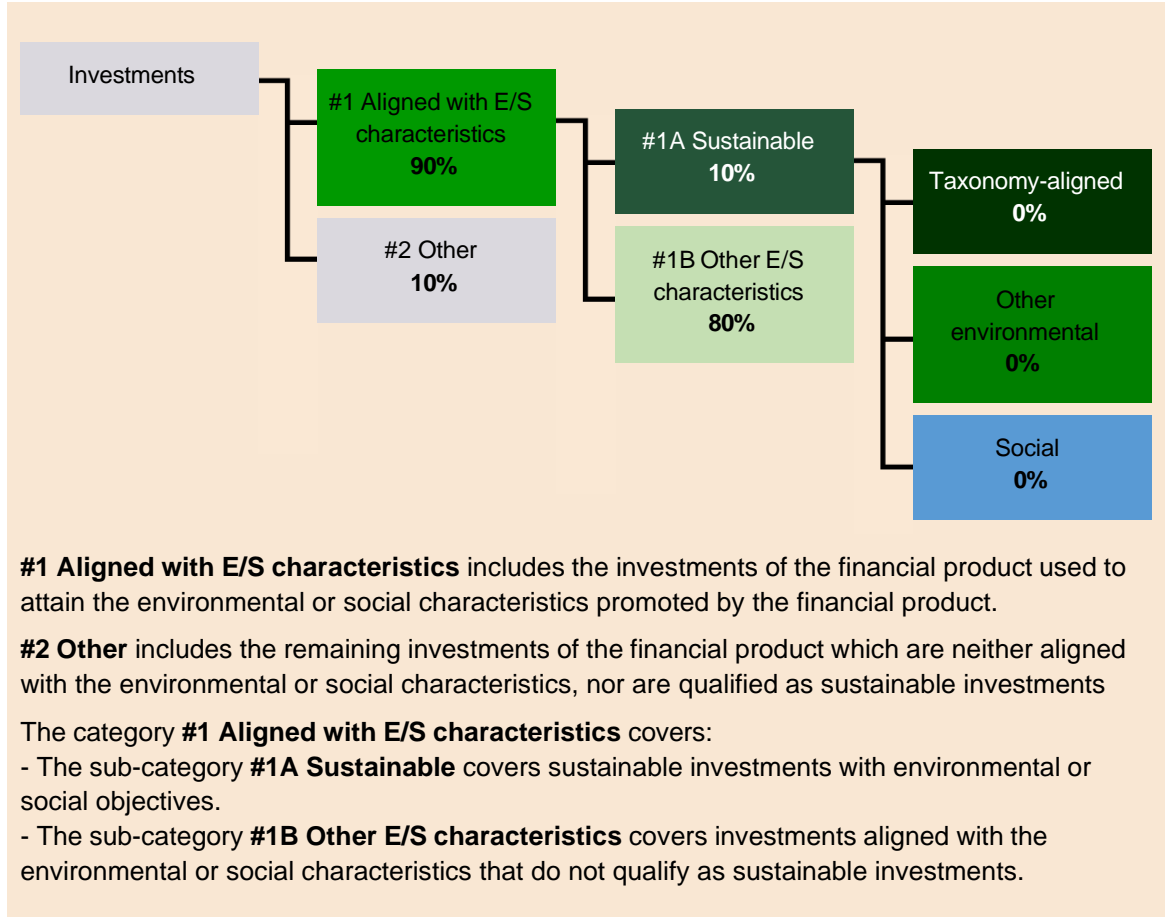 Investments
#1 Aligned with E/S
characteristics
90%
#2 Other
10%
#1A Sustainable
10%
#1B Other E/S
characteristics
80%
Taxonomy-aligned
0%
Other
environmental
0%
Social
0%
#1 Aligned with E/S characteristics includes the investments of the financial product used to
attain the environmental or social characteristics promoted by the financial product.
#2 Other includes the remaining investments of the financial product which are neither aligned
with the environmental or social characteristics, nor are qualified as sustainable investments
The category #1 Aligned with E/S characteristics covers:
- The sub-category #1A Sustainable covers sustainable investments with environmental or
social objectives.
- The sub-category #1B Other E/S characteristics covers investments aligned with the
environmental or social characteristics that do not qualify as sustainable investments.